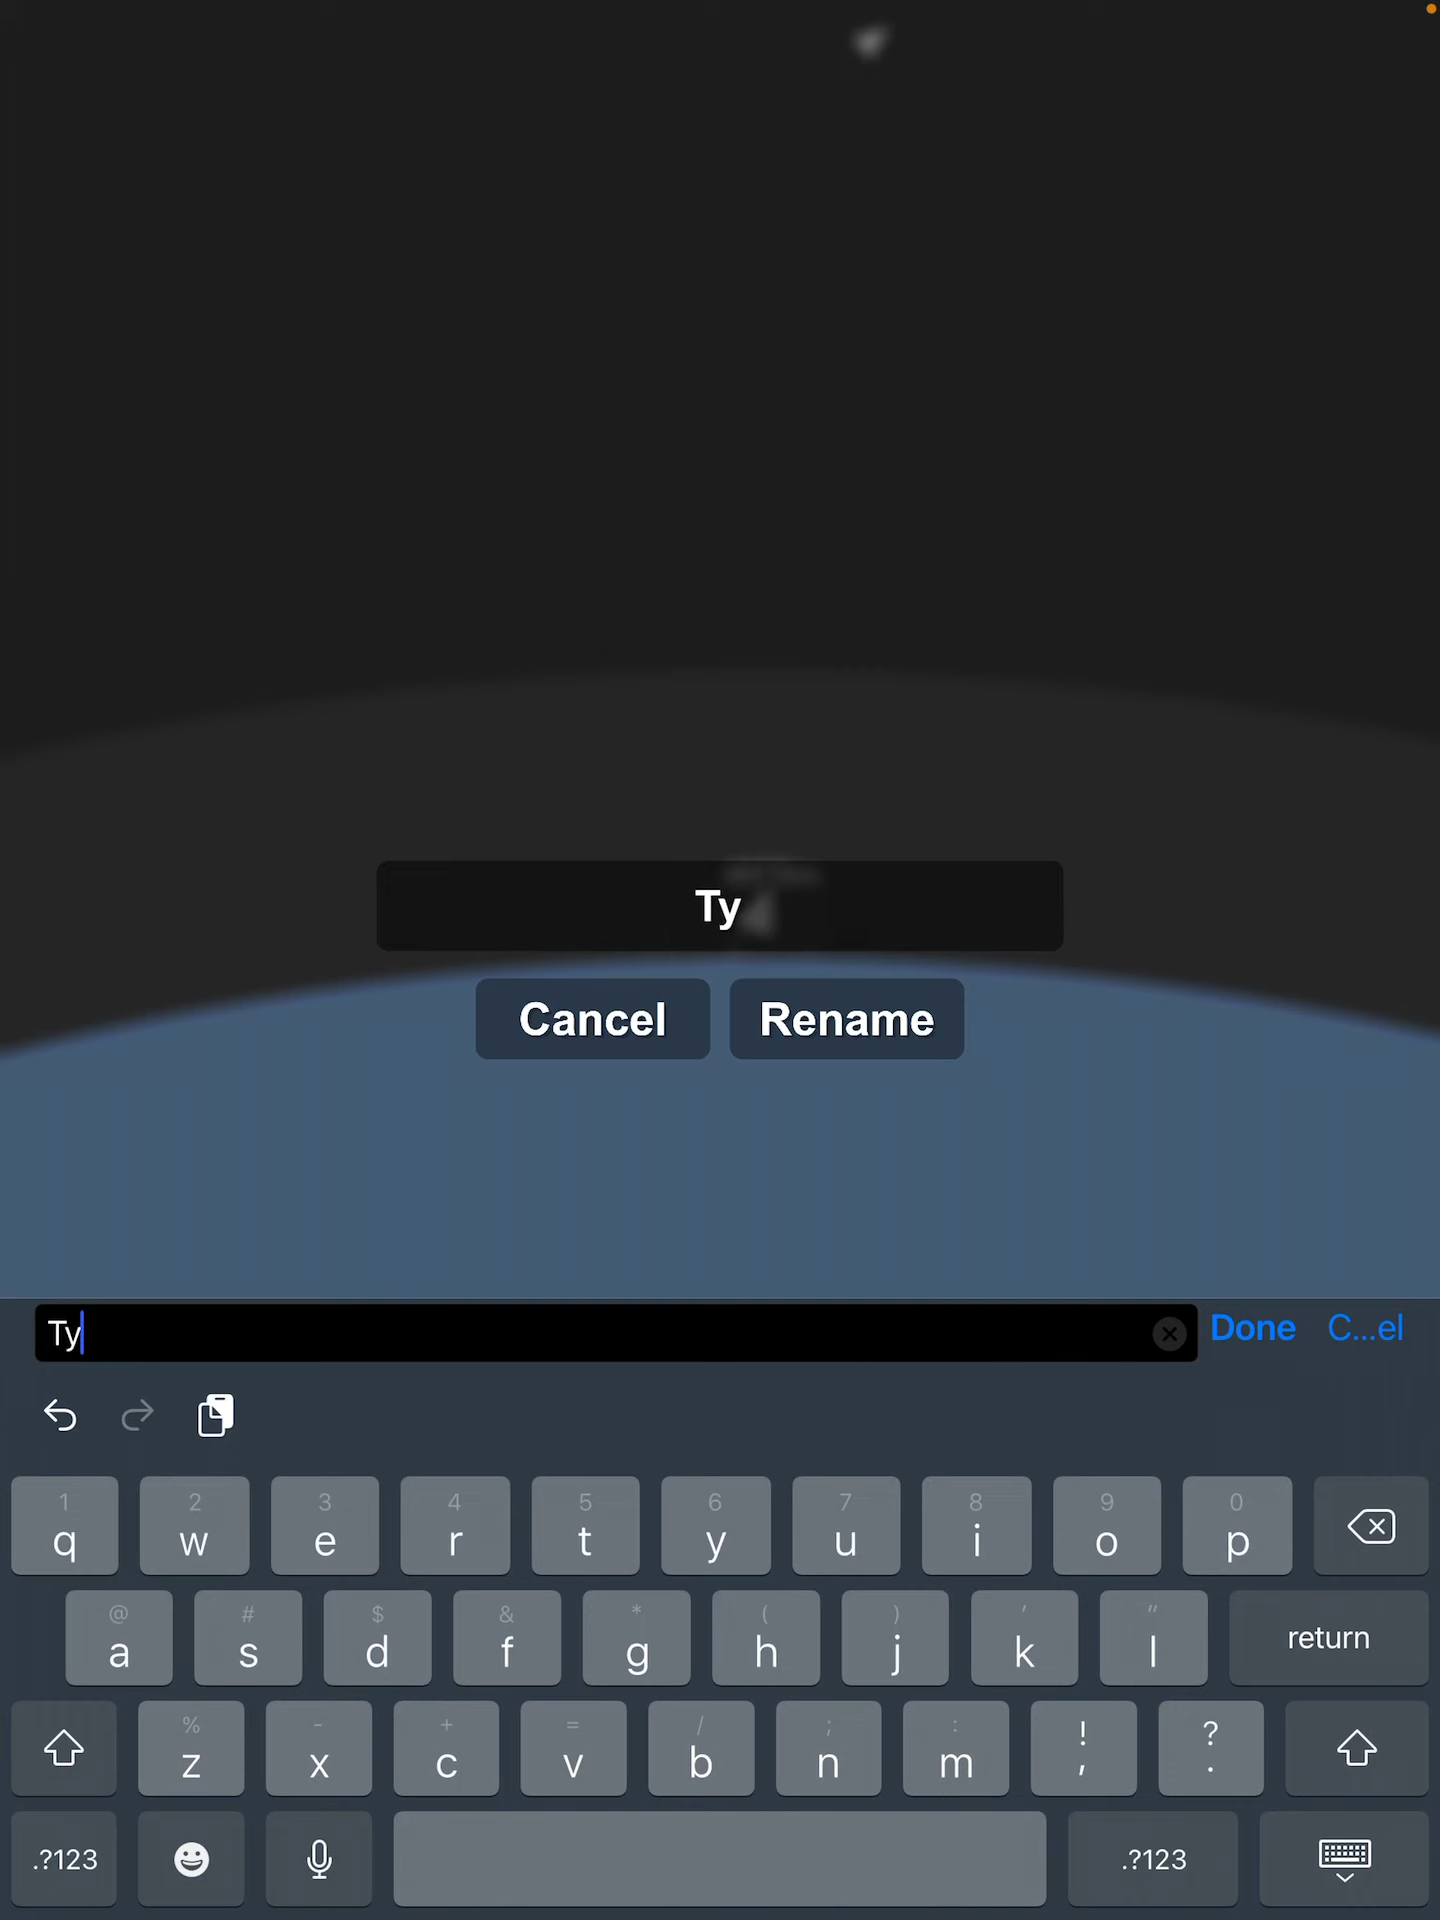 Ty
Cancel Rename
Ty Done C...el
1 2 3 4 5 6 7 8 9 0
q w e r t y u i o p
@ # $ & * ( ) ' "
a s d f g h j k l return
% - + = / ; : ! ?
z x c v b n m , .
.?123 .?123